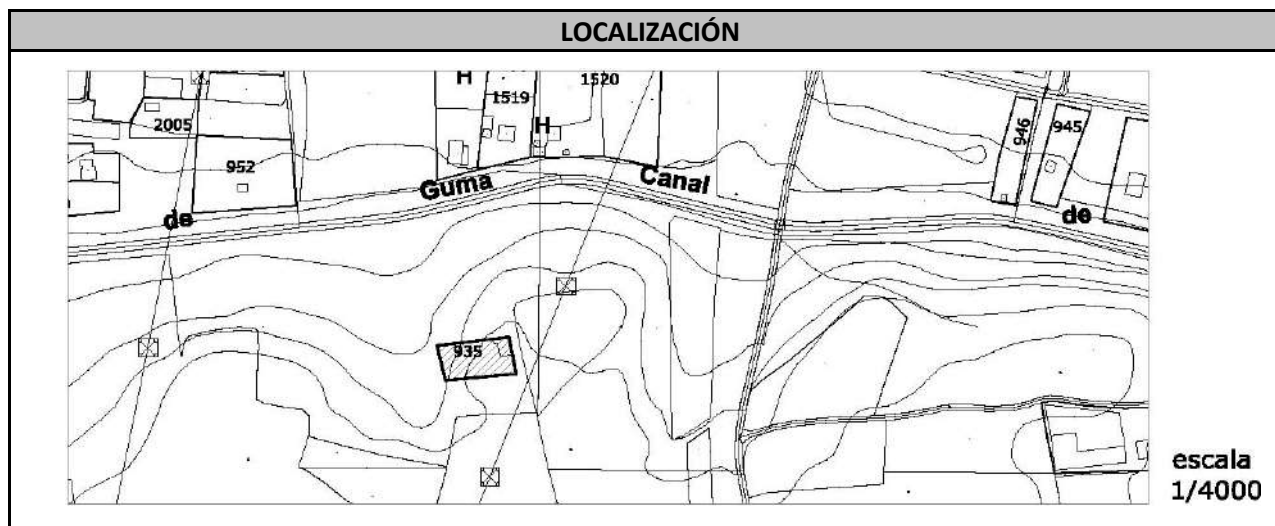 LOCALIZACIÓN
H
1519
1520
2005
H
946
945
952
Guma
Canal
de
de
935
escala
1/4000